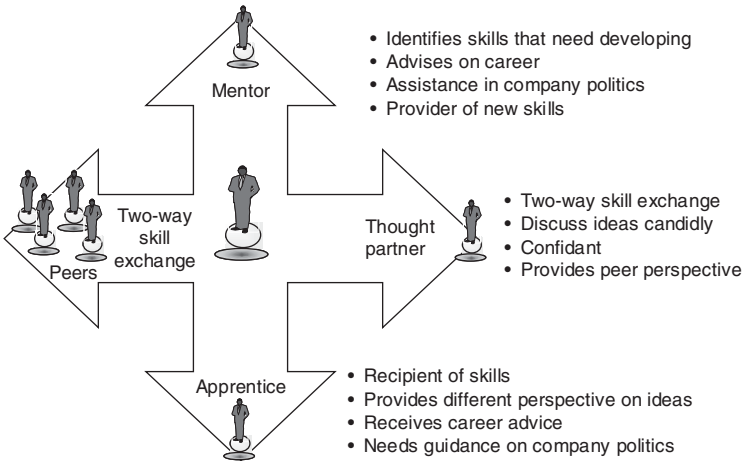 Mentor
• Identifies skills that need developing
• Advises on career
• Assistance in company politics
• Provider of new skills
Peers
Two-way
skill
exchange
Thought
partner
• Two-way skill exchange
• Discuss ideas candidly
• Confidant
• Provides peer perspective
Apprentice
• Recipient of skills
• Provides different perspective on ideas
• Receives career advice
• Needs guidance on company politics